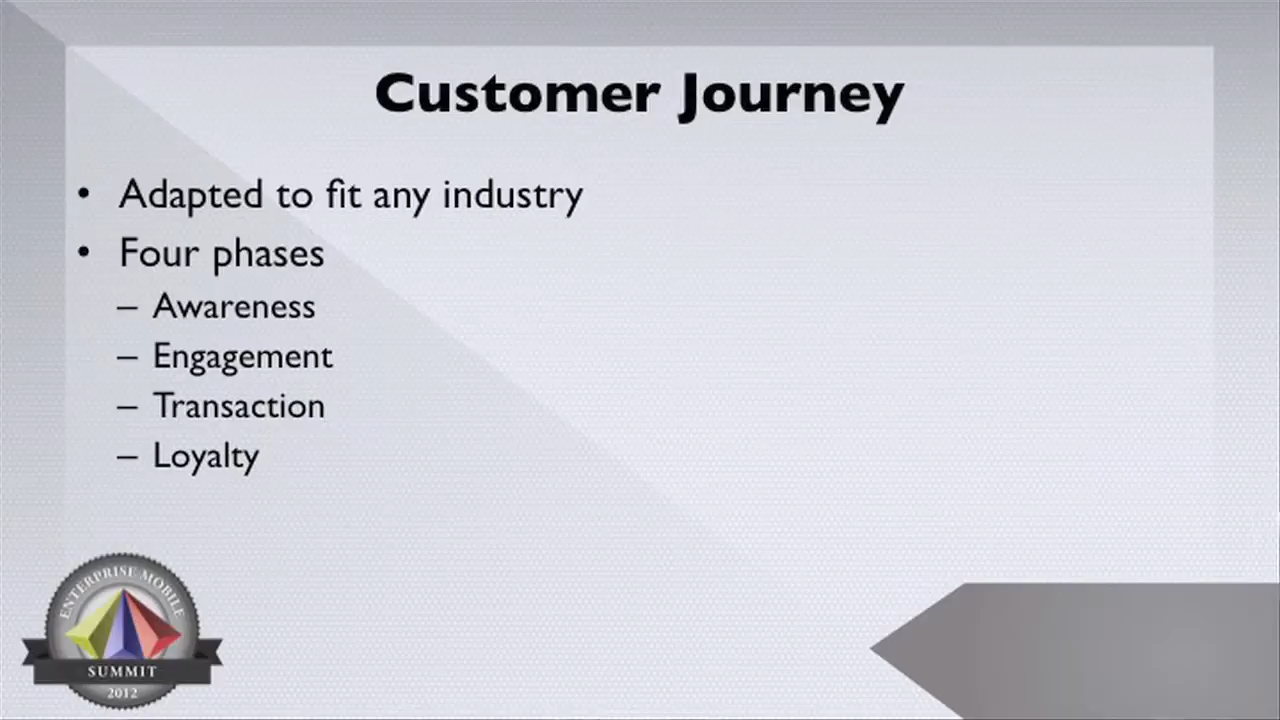 Customer Journey
• Adapted to fit any industry
• Four phases
– Awareness
– Engagement
– Transaction
– Loyalty
ENTERPRISE MOBILE
SUMMIT
2012